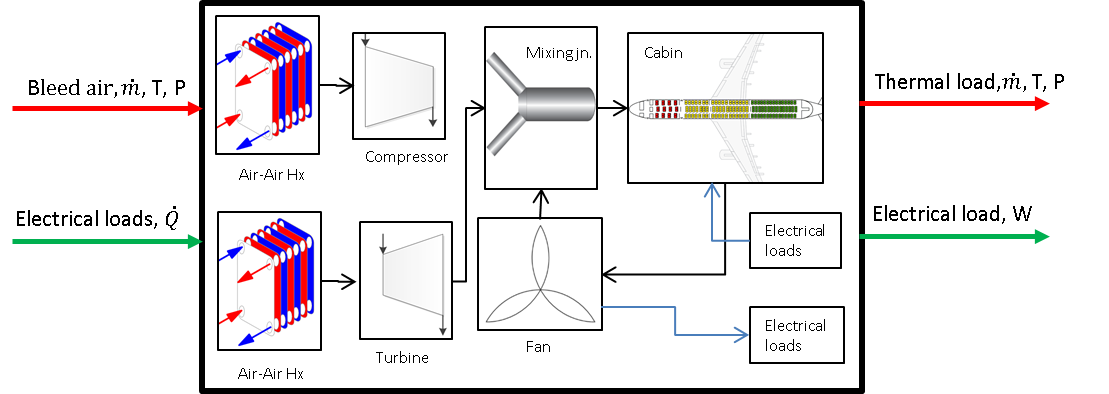 Bleed air, ṁ, T, P
Electrical loads, Q̇
Air-Air Hx
Compressor
Mixing jn.
Cabin
Air-Air Hx
Turbine
Fan
Electrical
loads
Electrical
loads
Thermal load,ṁ, T, P
Electrical load, W